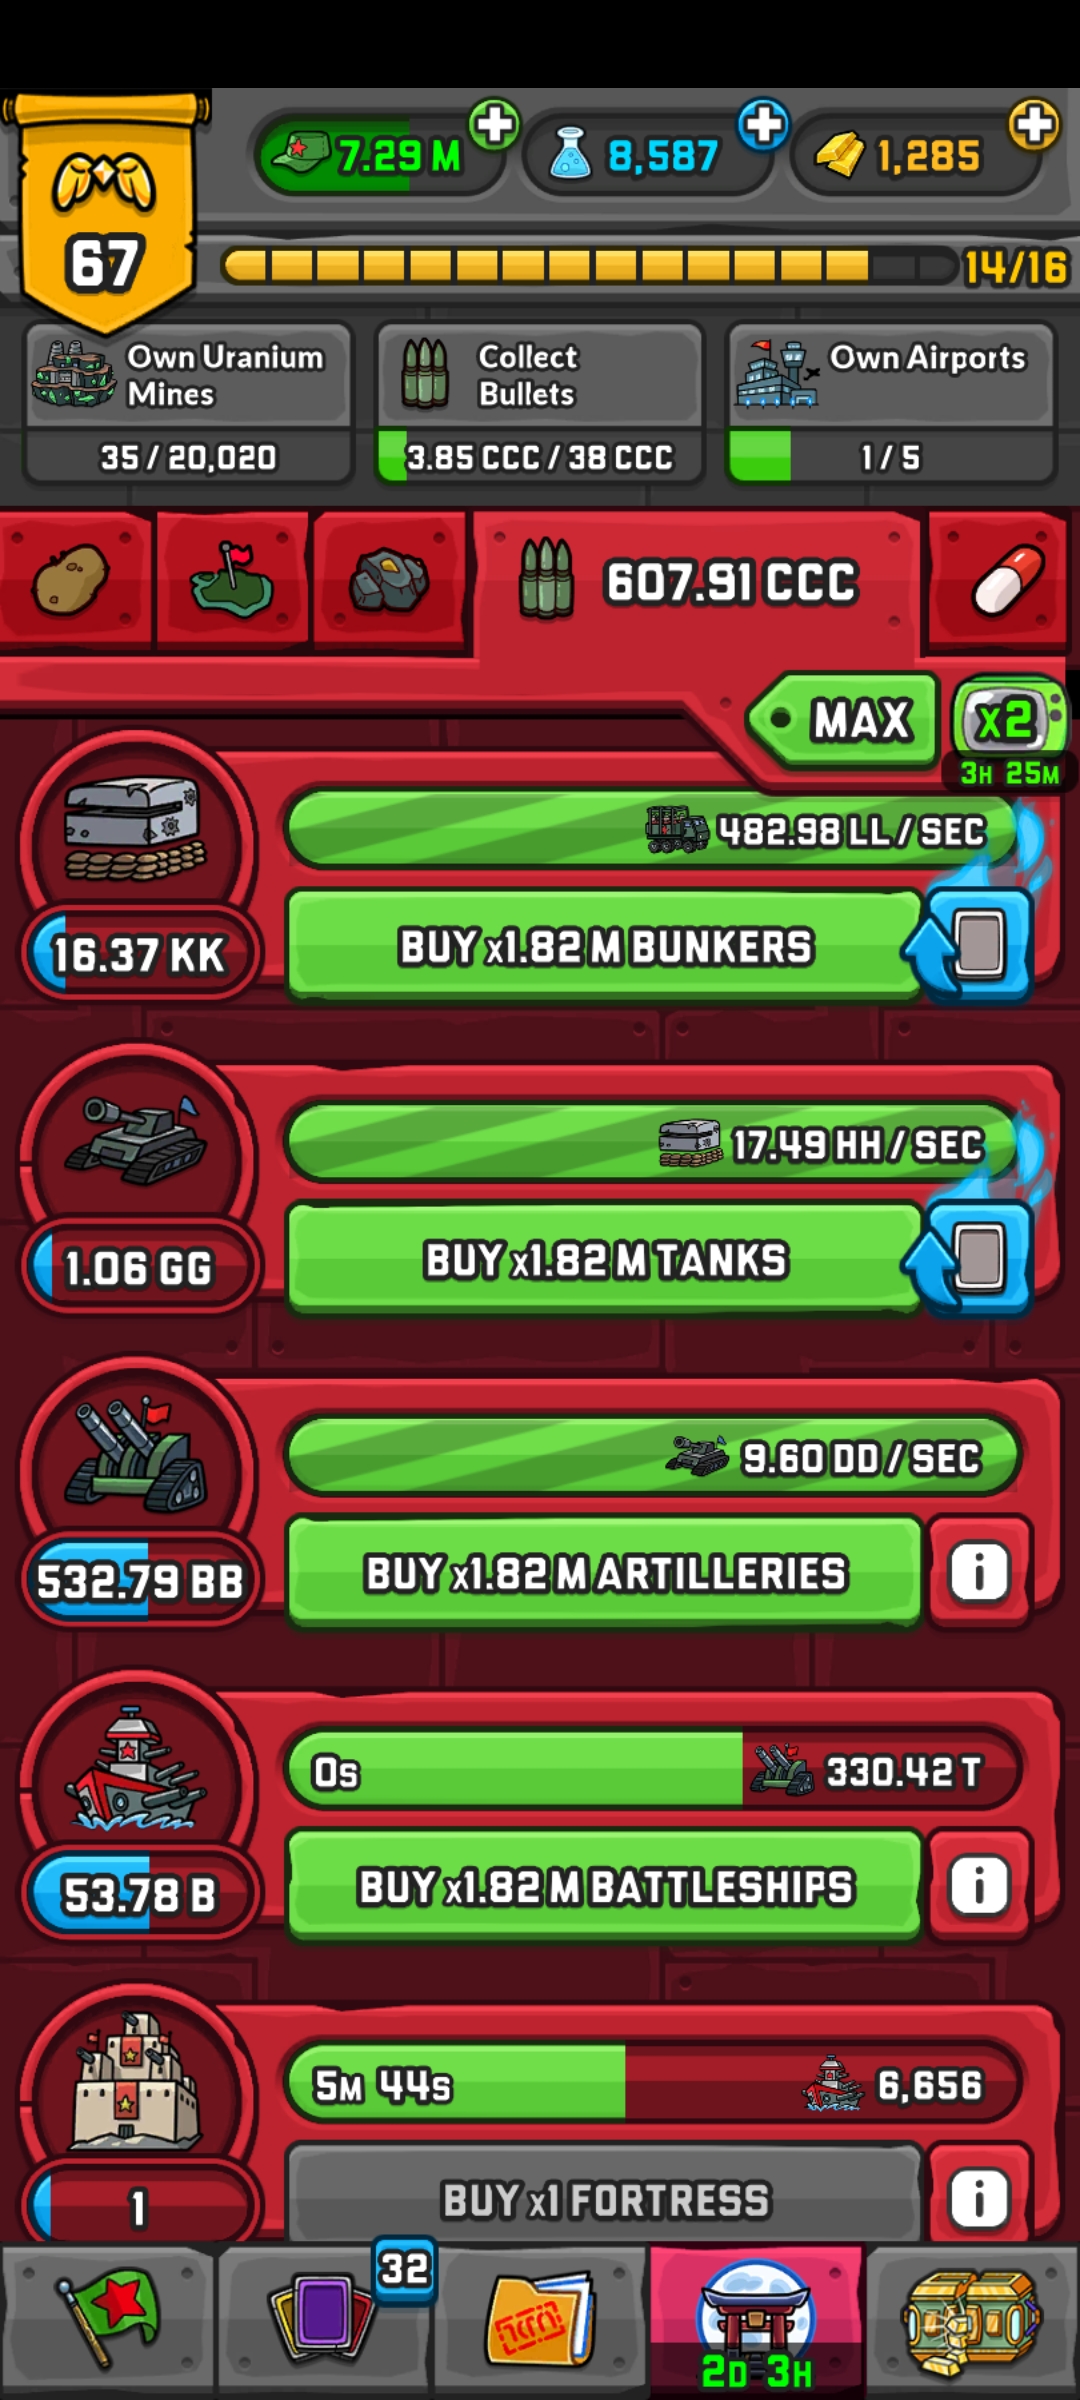 67
7.29 M
8,587
1,285
14/16
Own Uranium
Mines
35 / 20,020
Collect
Bullets
3.85 CCC / 38 CCC
Own Airports
1 / 5
607.91 CCC
MAX
x2
3H 25M
482.98 LL / SEC
16.37 KK
BUY x1.82 M BUNKERS
17.49 HH / SEC
1.06 GG
BUY x1.82 M TANKS
9.60 DD / SEC
532.79 BB
BUY x1.82 M ARTILLERIES
i
0s
330.42 T
53.78 B
BUY x1.82 M BATTLESHIPS
i
5M 44s
6,656
1
BUY x1 FORTRESS
i
32
2D 3H